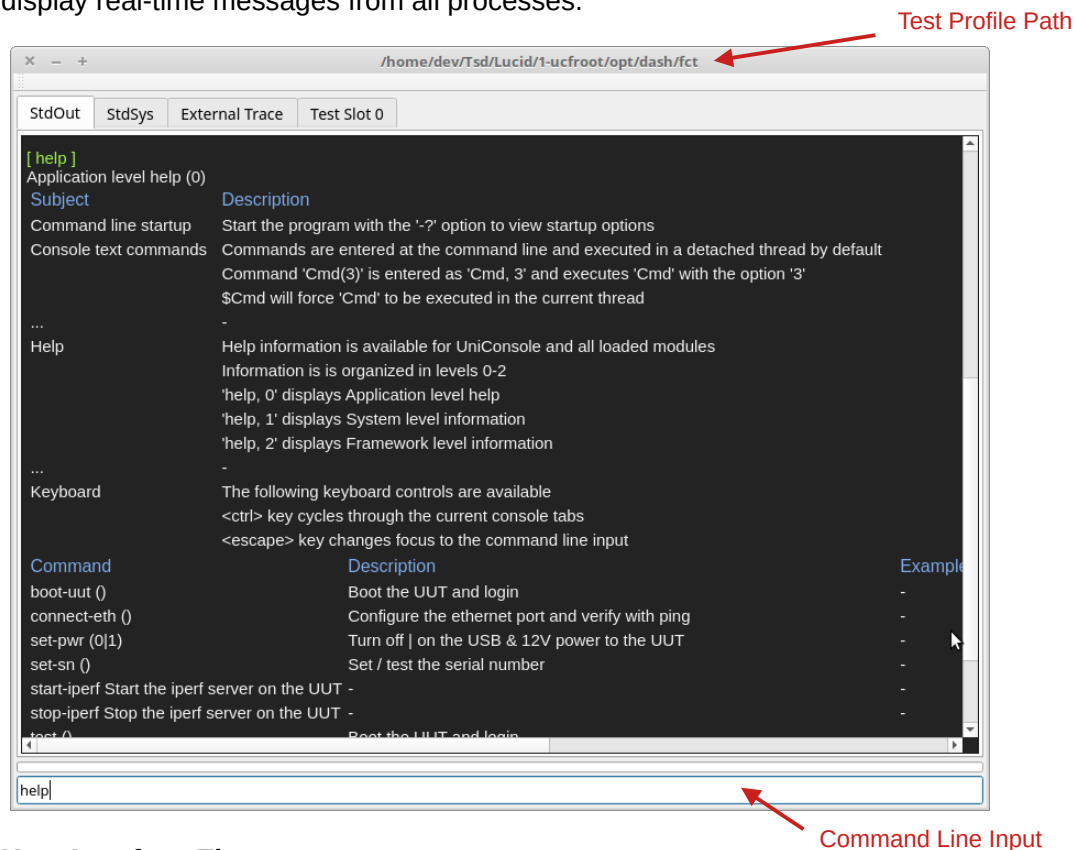 display real-time messages from all processes.
Test Profile Path
/home/dev/Tsd/Lucid/1-ucfroot/opt/dash/fct
StdOut StdSys External Trace Test Slot 0
[ help ]
Application level help (0)
Subject Description
Command line startup Start the program with the '-?' option to view startup options
Console text commands Commands are entered at the command line and executed in a detached thread by default
Command 'Cmd(3)' is entered as 'Cmd, 3' and executes 'Cmd' with the option '3'
$Cmd will force 'Cmd' to be executed in the current thread
... -
Help Help information is available for UniConsole and all loaded modules
Information is is organized in levels 0-2
'help, 0' displays Application level help
'help, 1' displays System level information
'help, 2' displays Framework level information
... -
Keyboard The following keyboard controls are available
<ctrl> key cycles through the current console tabs
<escape> key changes focus to the command line input
Command Description Example
boot-uut () Boot the UUT and login -
connect-eth () Configure the ethernet port and verify with ping -
set-pwr (0|1) Turn off | on the USB & 12V power to the UUT -
set-sn () Set / test the serial number -
start-iperf Start the iperf server on the UUT - -
stop-iperf Stop the iperf server on the UUT - -
test () Boot the UUT and login
help
Command Line Input